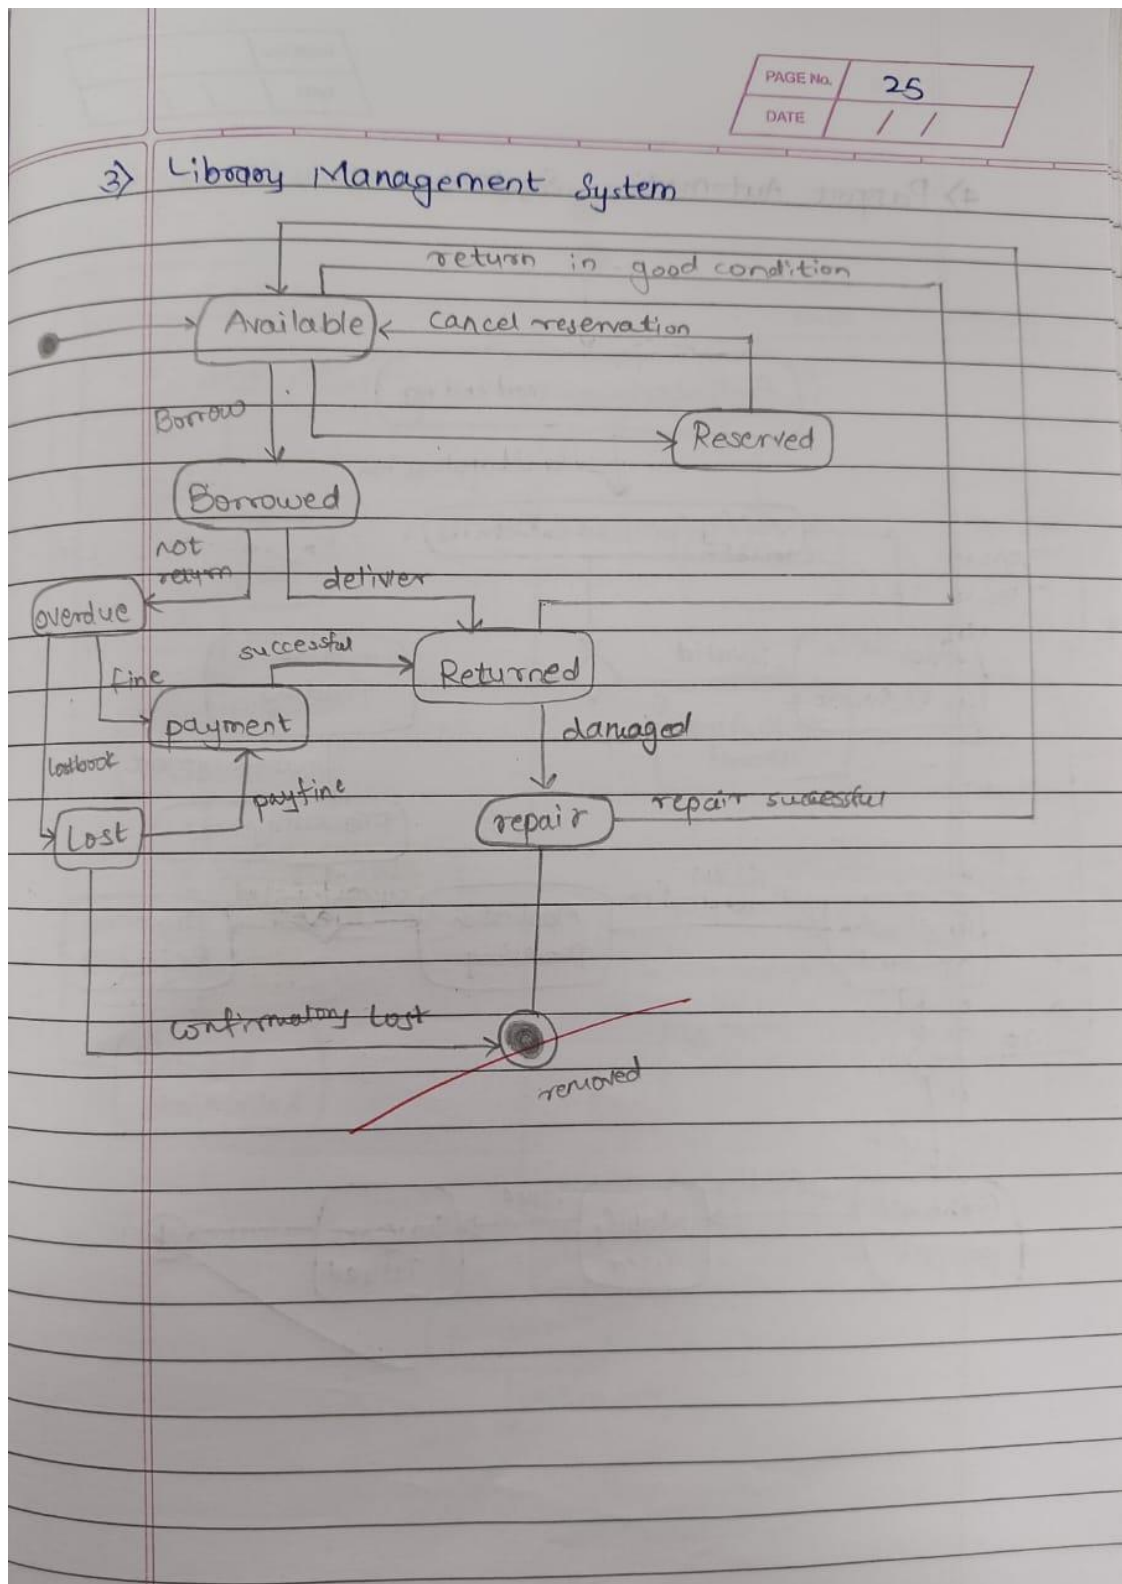 PAGE No. 25
DATE / /
3) Library Management System
return in good condition
Available cancel reservation
Borrow
Reserved
Borrowed
not
return
deliver
overdue
successful
fine
Returned
payment
damaged
lostbook
payfine
repair repair successful
Lost
confirmatory Lost
removed